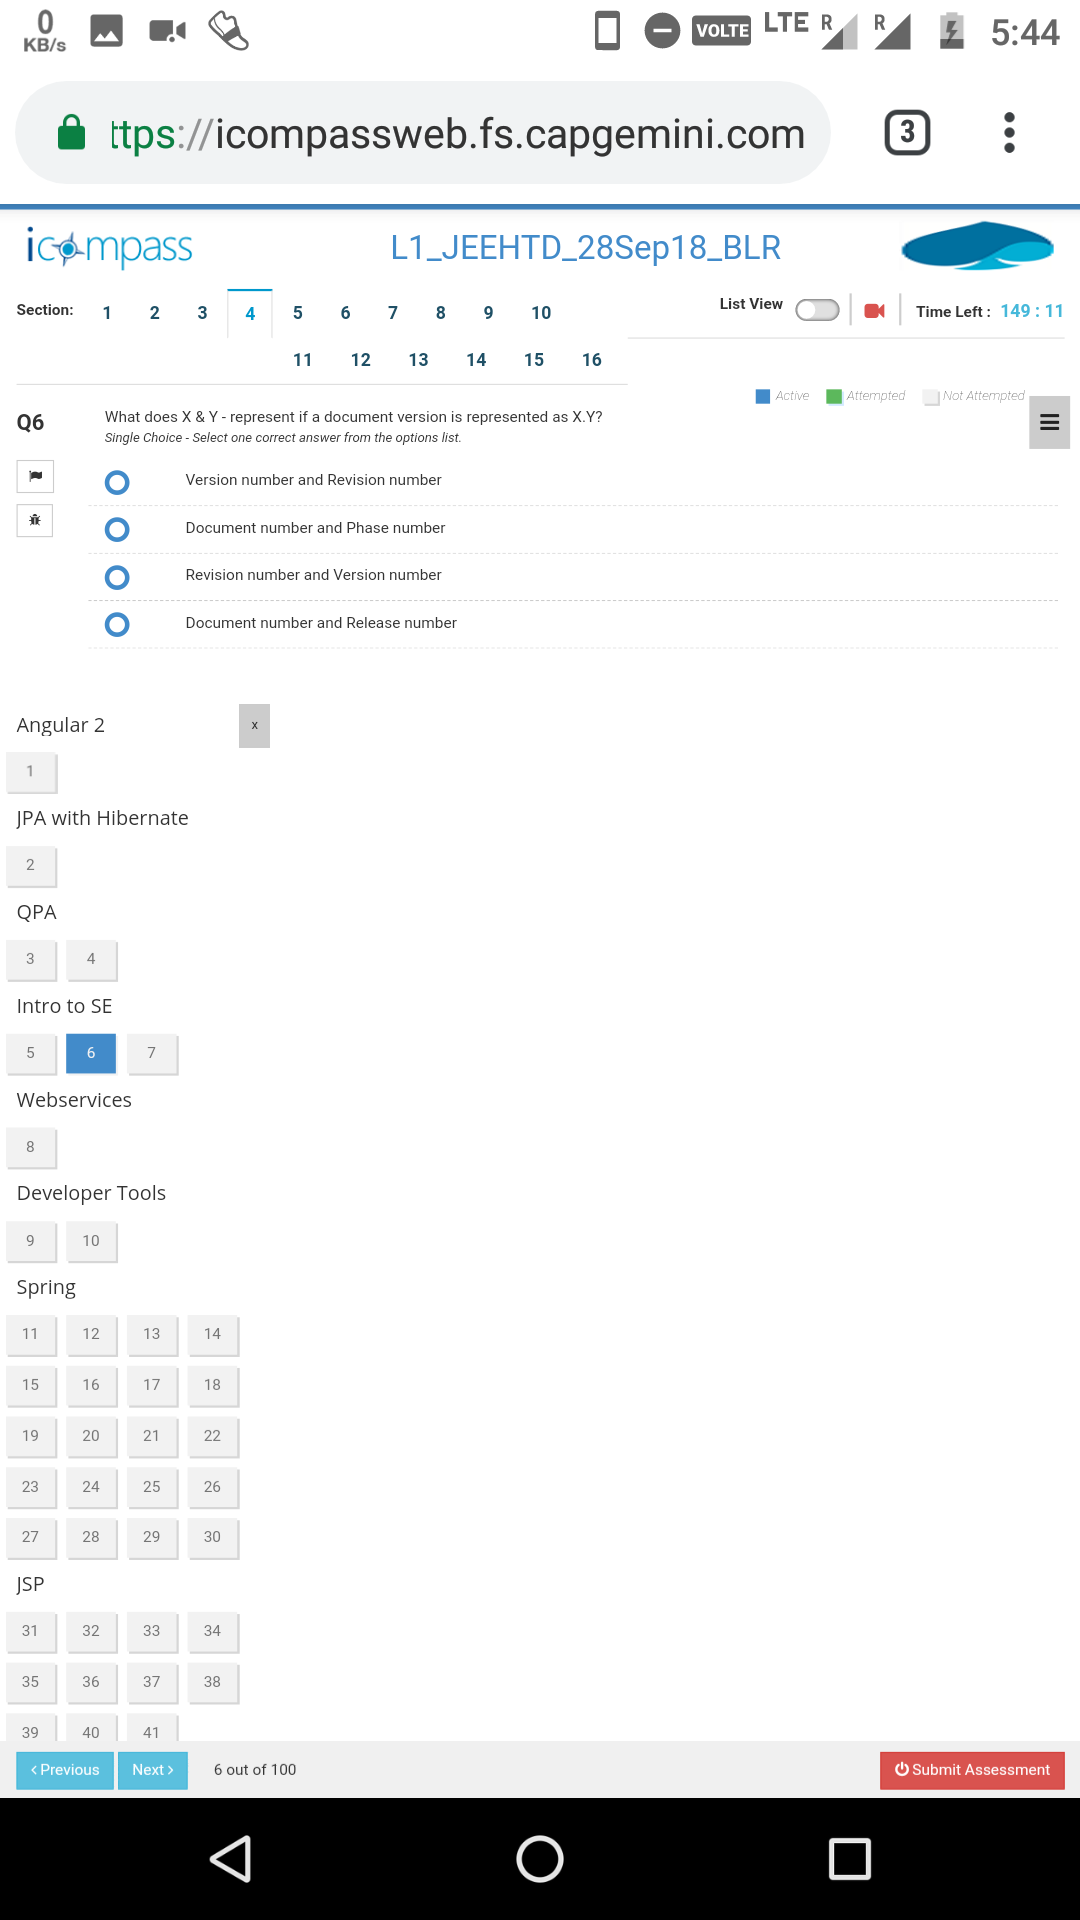 0
KB/s
VOLTE LTE R R 5:44
ttps://icompassweb.fs.capgemini.com
3
icompass
L1_JEEHTD_28Sep18_BLR
Section: 1 2 3 4 5 6 7 8 9 10
11 12 13 14 15 16
List View
Time Left : 149 : 11
Active Attempted Not Attempted
Q6
What does X & Y - represent if a document version is represented as X.Y?
Single Choice - Select one correct answer from the options list.
Version number and Revision number
Document number and Phase number
Revision number and Version number
Document number and Release number
Angular 2 x
1
JPA with Hibernate
2
QPA
3 4
Intro to SE
5 6 7
Webservices
8
Developer Tools
9 10
Spring
11 12 13 14
15 16 17 18
19 20 21 22
23 24 25 26
27 28 29 30
JSP
31 32 33 34
35 36 37 38
39 40 41
‹ Previous Next › 6 out of 100 Submit Assessment